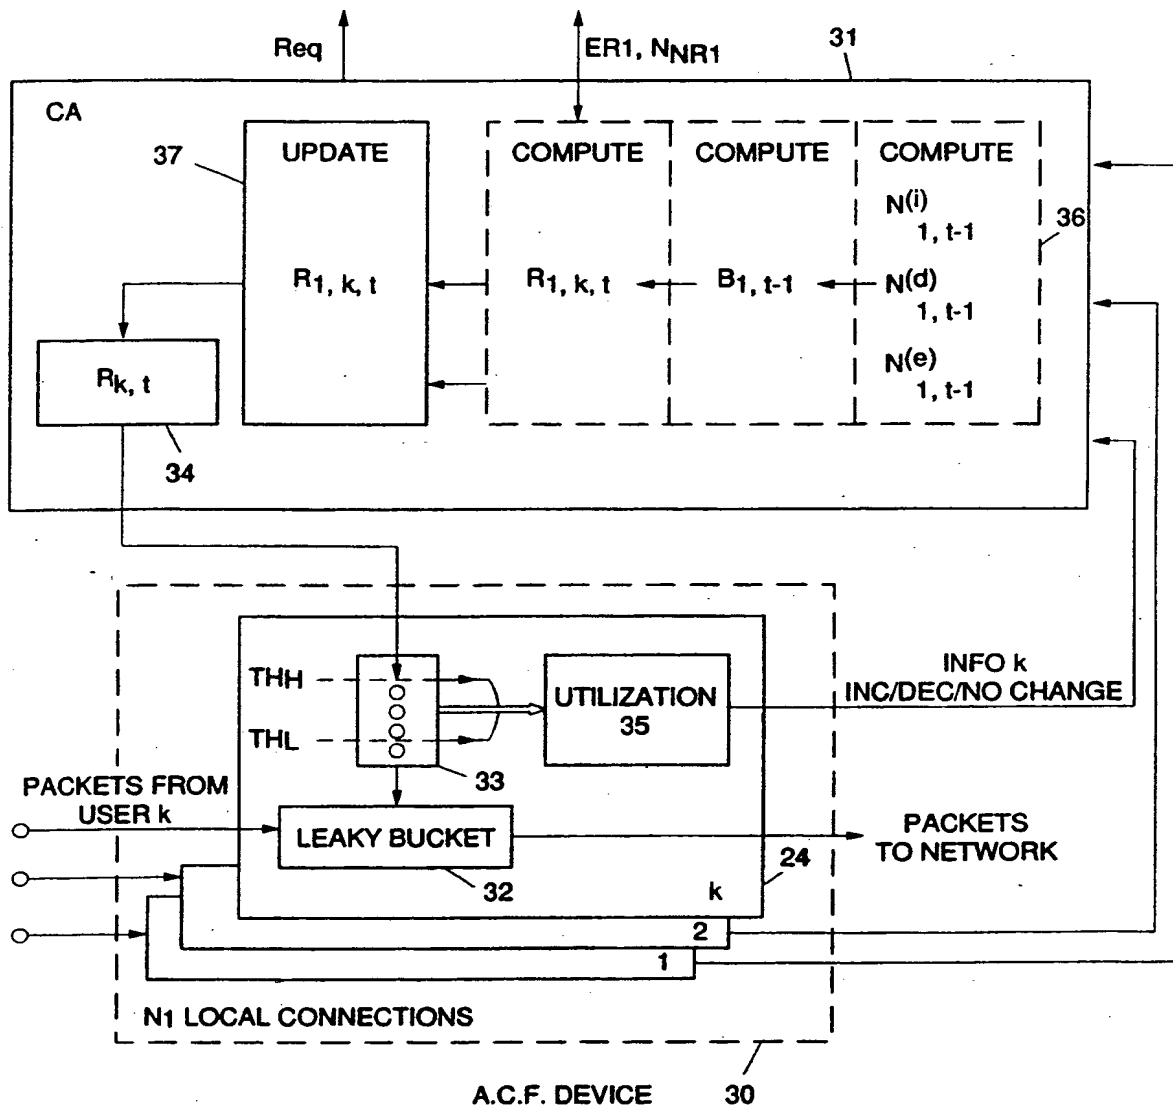 Req
ER1, NNR1
31
CA
37
UPDATE
COMPUTE
COMPUTE
COMPUTE
N(i)
1, t-1
36
R1, k, t
R1, k, t
B1, t-1
N(d)
1, t-1
N(e)
1, t-1
Rk, t
34
THH
THL
UTILIZATION
35
INFO k
INC/DEC/NO CHANGE
33
PACKETS FROM
USER k
LEAKY BUCKET
PACKETS
TO NETWORK
32
24
k
2
1
N1 LOCAL CONNECTIONS
A.C.F. DEVICE
30